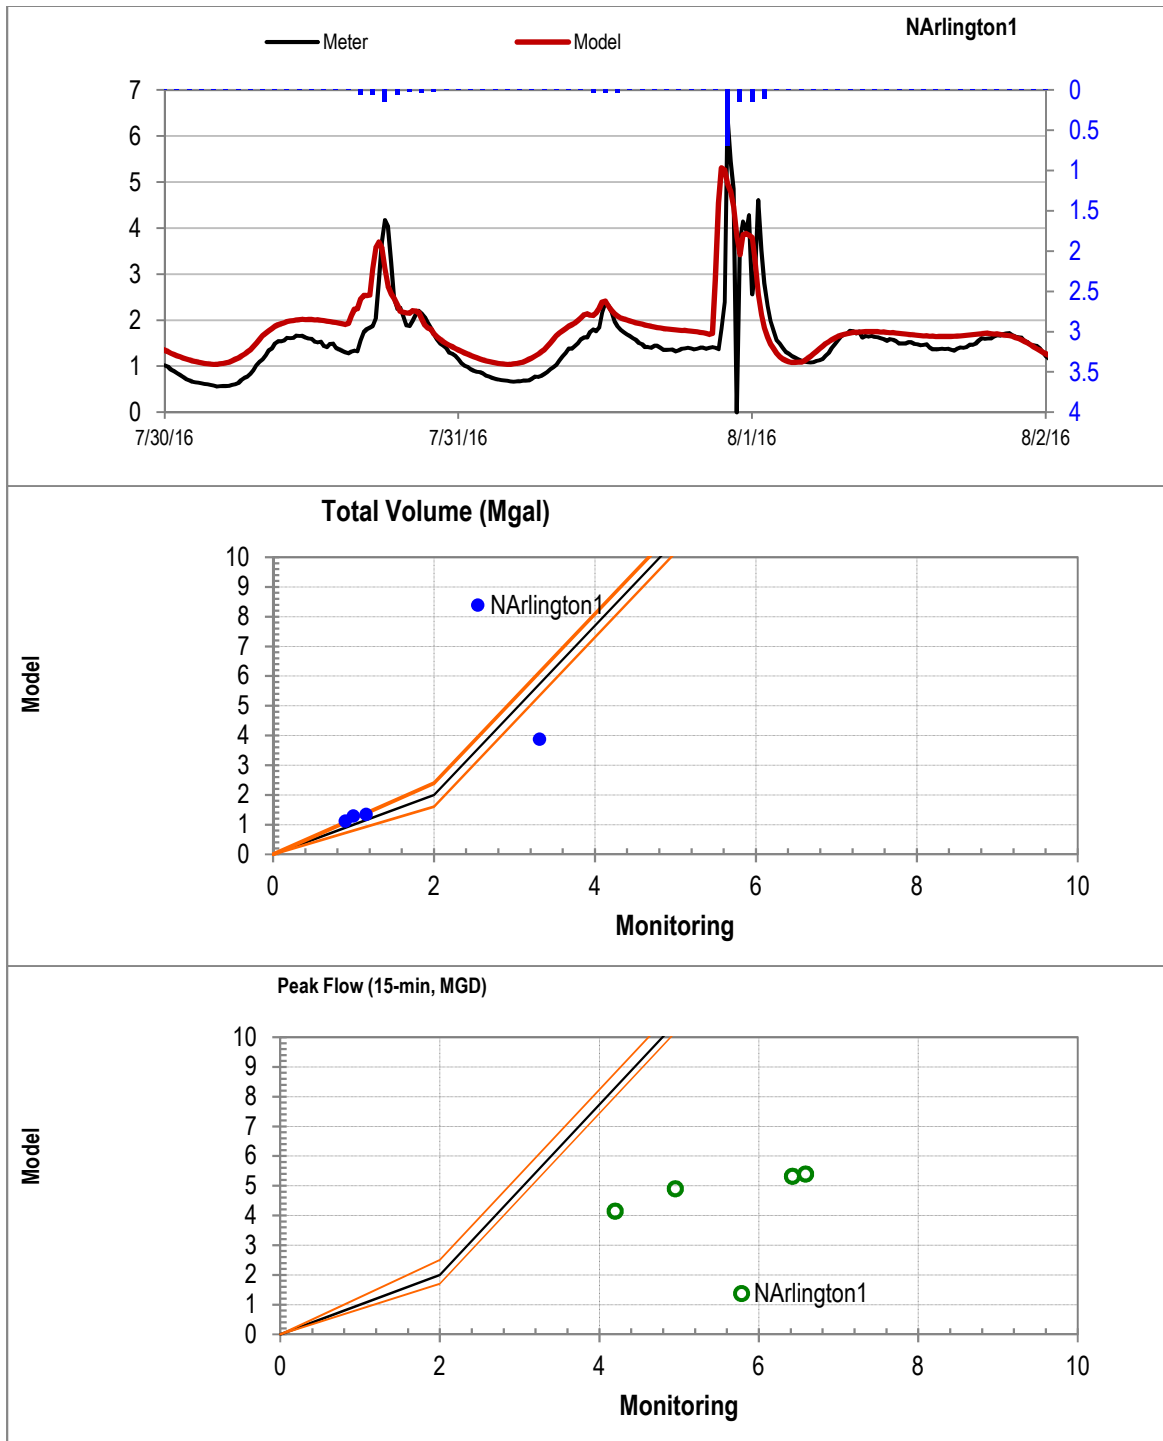 NArlington1
Meter Model
7 0
6 0.5
5 1
4 1.5
3 2
2 2.5
1 3
0 3.5
4
7/30/16 7/31/16 8/1/16 8/2/16
Total Volume (Mgal)
10
9
8
7
6
5
4
3
2
1
0
NArlington1
0 2 4 6 8 10
Model
Monitoring
Peak Flow (15-min, MGD)
10
9
8
7
6
5
4
3
2
1
0
NArlington1
0 2 4 6 8 10
Model
Monitoring